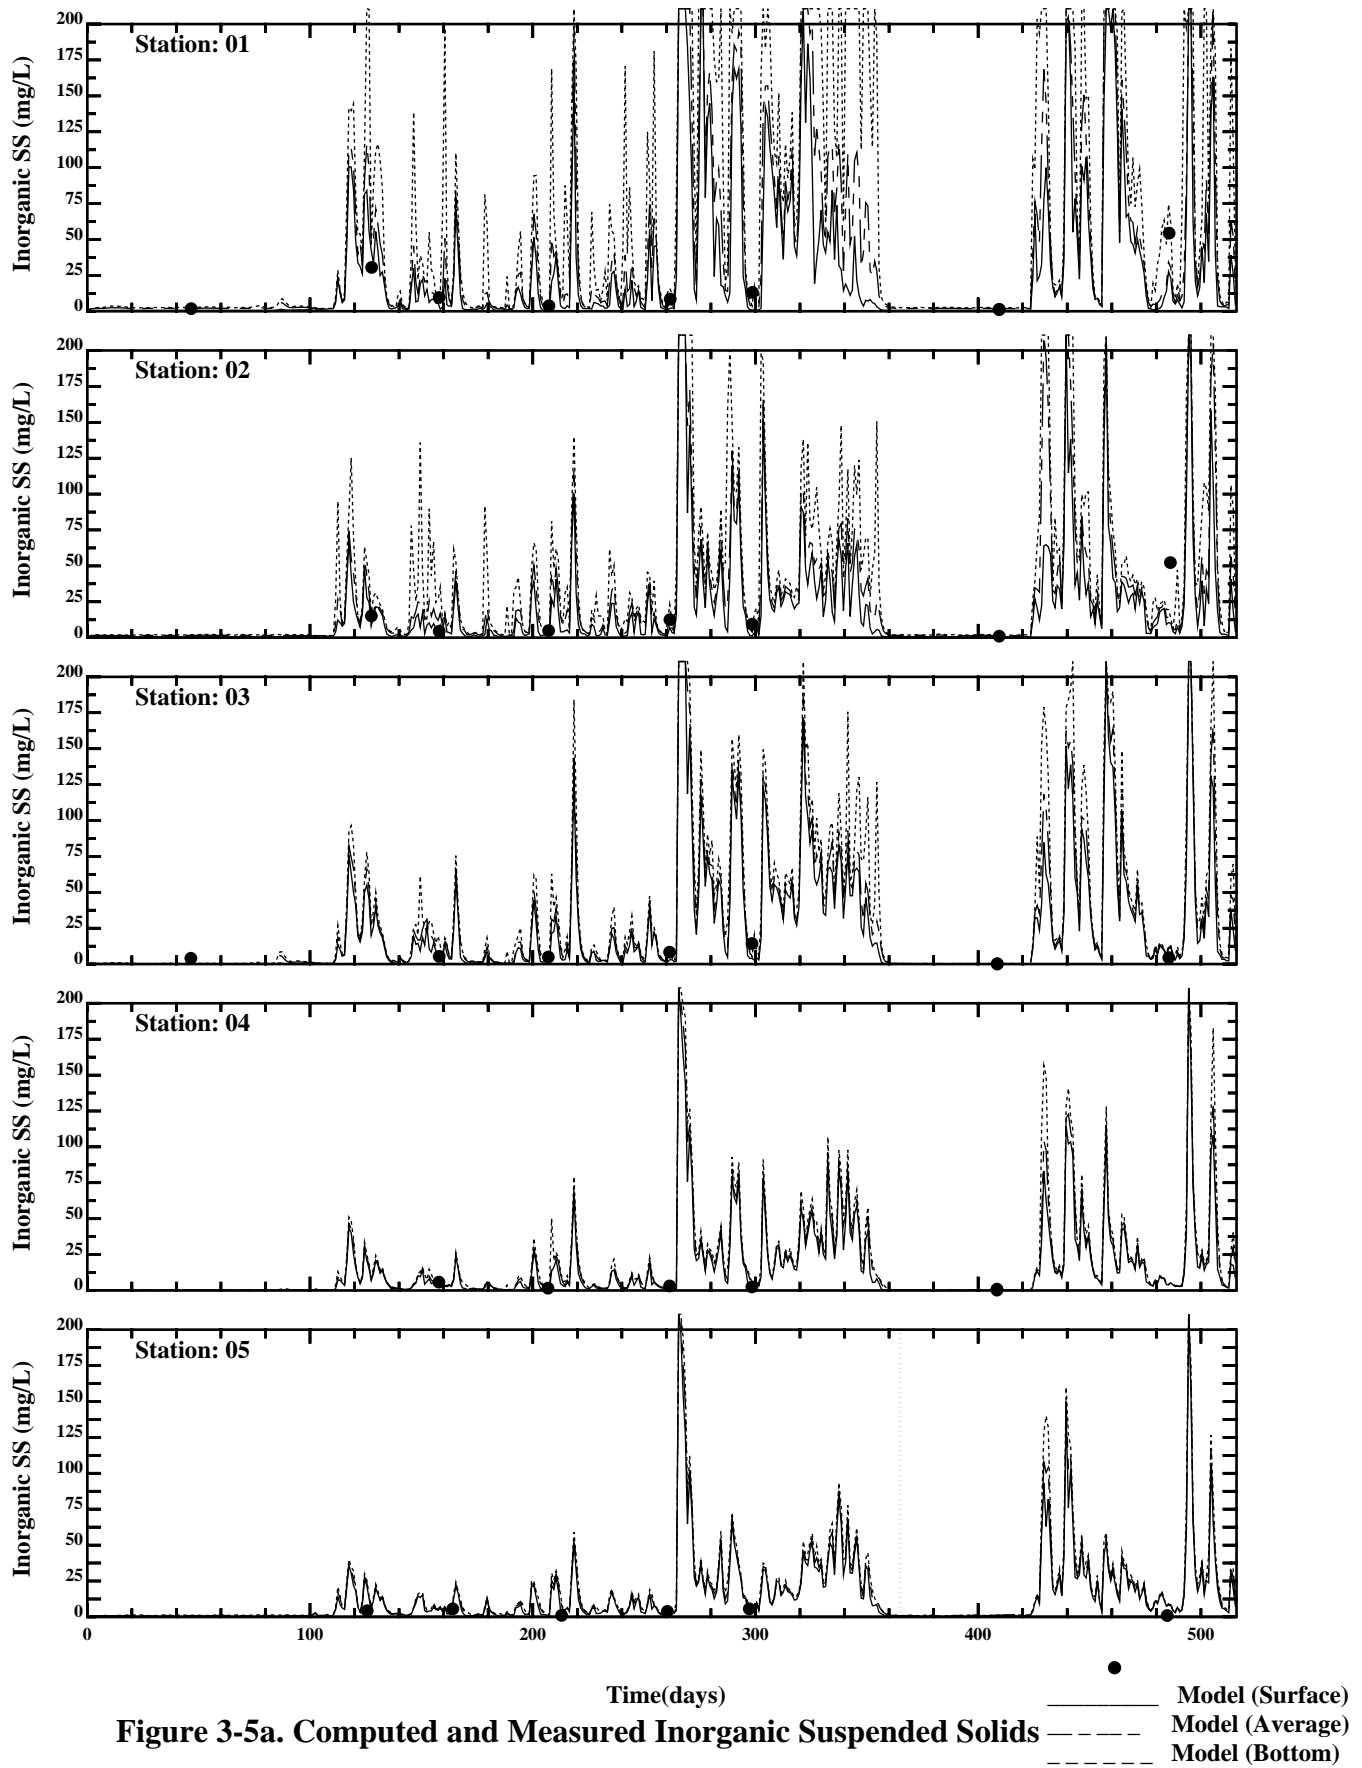 200
175
150
125
100
75
50
25
0
Inorganic SS (mg/L)
Station: 01
200
175
150
125
100
75
50
25
0
Inorganic SS (mg/L)
Station: 02
200
175
150
125
100
75
50
25
0
Inorganic SS (mg/L)
Station: 03
200
175
150
125
100
75
50
25
0
Inorganic SS (mg/L)
Station: 04
200
175
150
125
100
75
50
25
0
Inorganic SS (mg/L)
Station: 05
0 100 200 300 400 500
Time(days)
Figure 3-5a. Computed and Measured Inorganic Suspended Solids
Model (Surface)
Model (Average)
Model (Bottom)